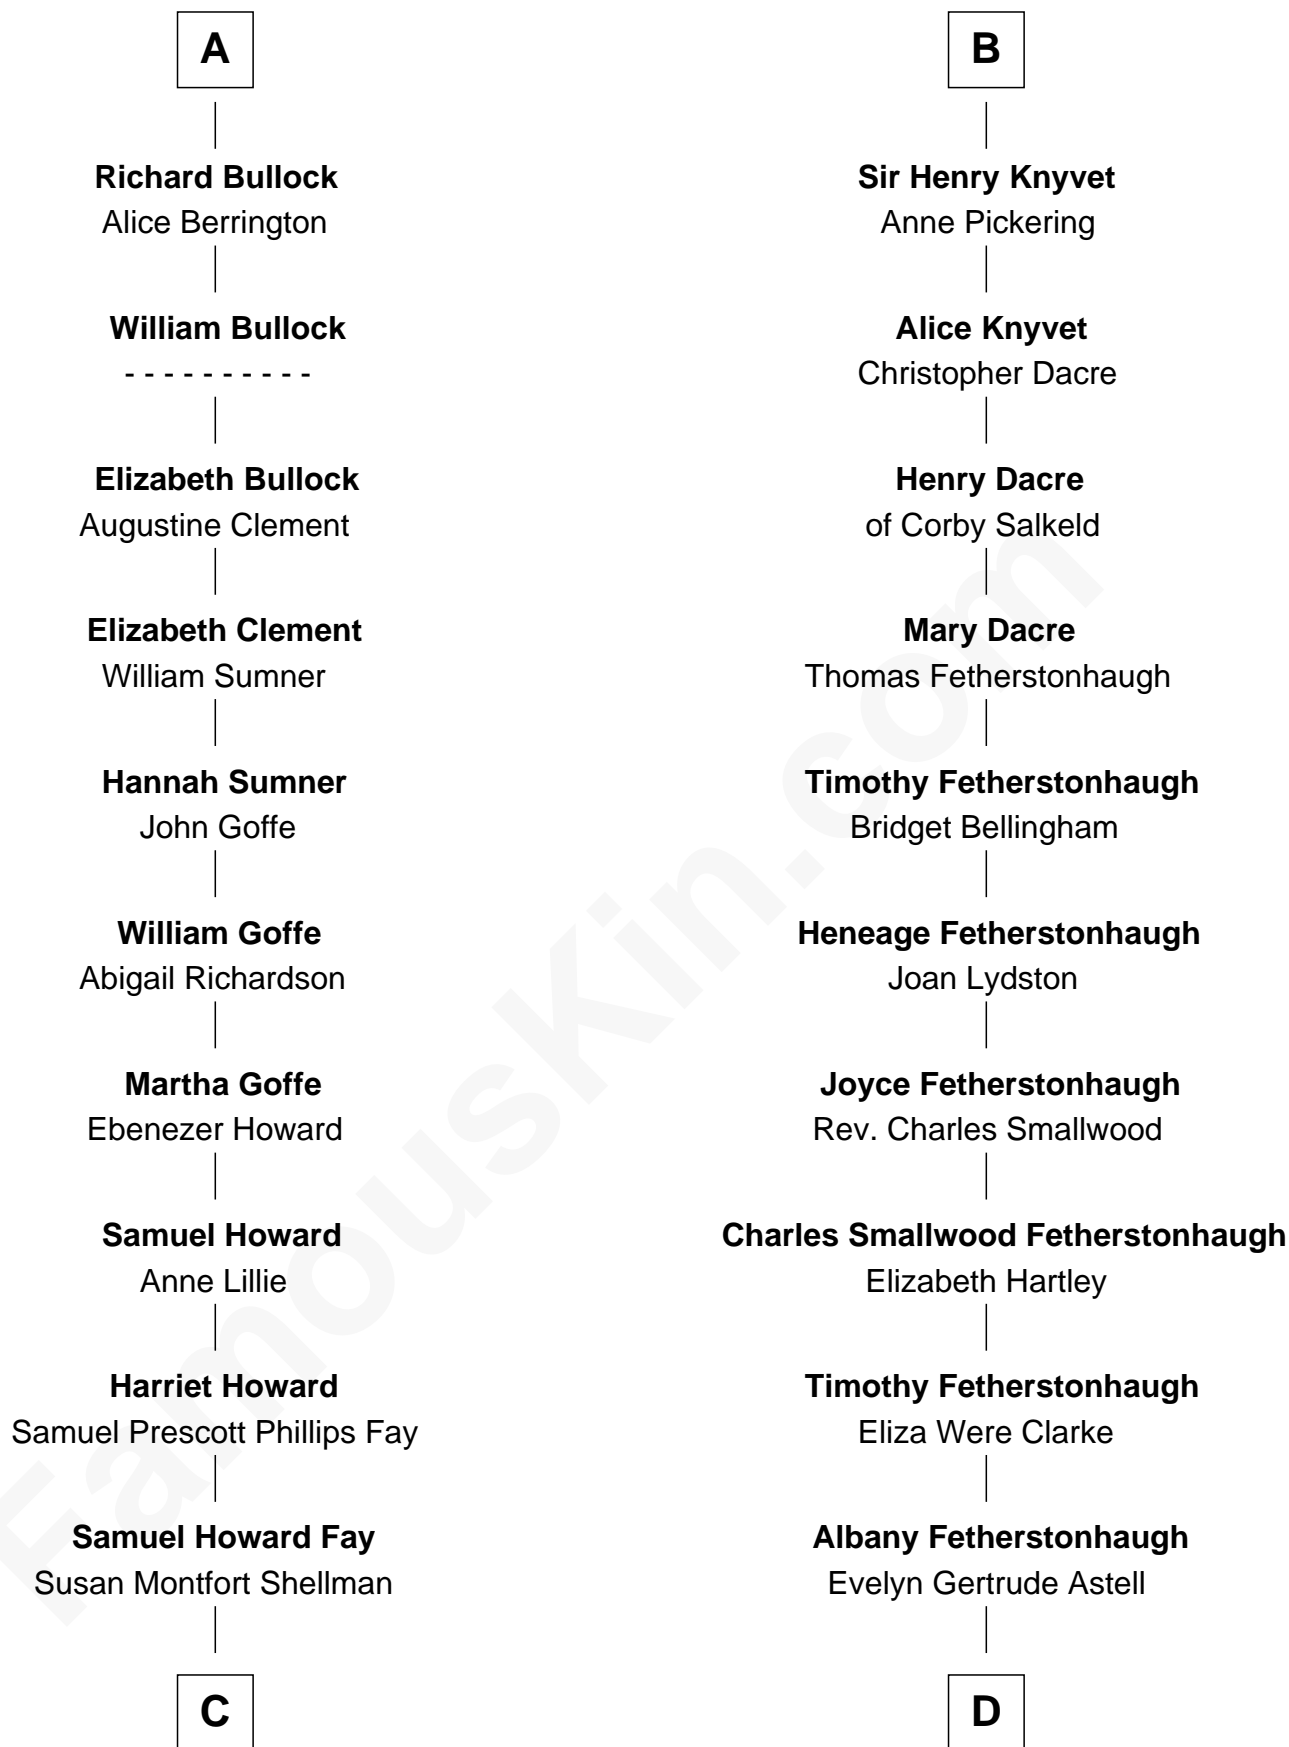 A
Richard Bullock
Alice Berrington
William Bullock
- - - - - - - - - -
Elizabeth Bullock
Augustine Clement
Elizabeth Clement
William Sumner
Hannah Sumner
John Goffe
William Goffe
Abigail Richardson
Martha Goffe
Ebenezer Howard
Samuel Howard
Anne Lillie
Harriet Howard
Samuel Prescott Phillips Fay
Samuel Howard Fay
Susan Montfort Shellman
C
B
Sir Henry Knyvet
Anne Pickering
Alice Knyvet
Christopher Dacre
Henry Dacre
of Corby Salkeld
Mary Dacre
Thomas Fetherstonhaugh
Timothy Fetherstonhaugh
Bridget Bellingham
Heneage Fetherstonhaugh
Joan Lydston
Joyce Fetherstonhaugh
Rev. Charles Smallwood
Charles Smallwood Fetherstonhaugh
Elizabeth Hartley
Timothy Fetherstonhaugh
Eliza Were Clarke
Albany Fetherstonhaugh
Evelyn Gertrude Astell
D
FamousKin.com